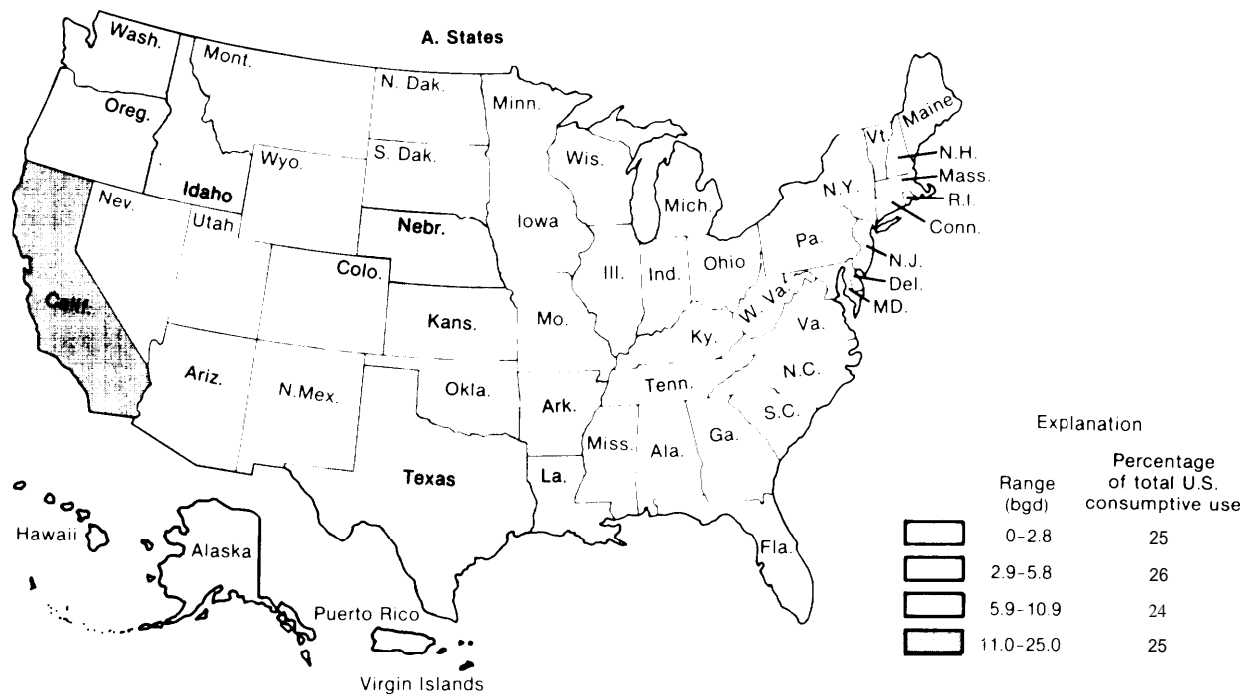 A. States
Wash.
Mont.
N. Dak.
Minn.
Oreg.
Idaho
Wyo.
S. Dak.
Wis.
Mich.
Vt.
Maine
N.H.
Mass.
R.I.
Conn.
N.Y.
Nev.
Utah
Nebr.
Iowa
Pa.
N.J.
Del.
MD.
Colo.
Ill.
Ind.
Ohio
W. Va.
Va.
Calif.
Kans.
Mo.
Ky.
Ariz.
N.Mex.
Okla.
Ark.
Tenn.
N.C.
S.C.
Texas
La.
Miss.
Ala.
Ga.
Fla.
Hawaii
Alaska
Puerto Rico
Virgin Islands
Explanation
Range
(bgd)
Percentage
of total U.S.
consumptive use
0-2.8 25
2.9-5.8 26
5.9-10.9 24
11.0-25.0 25